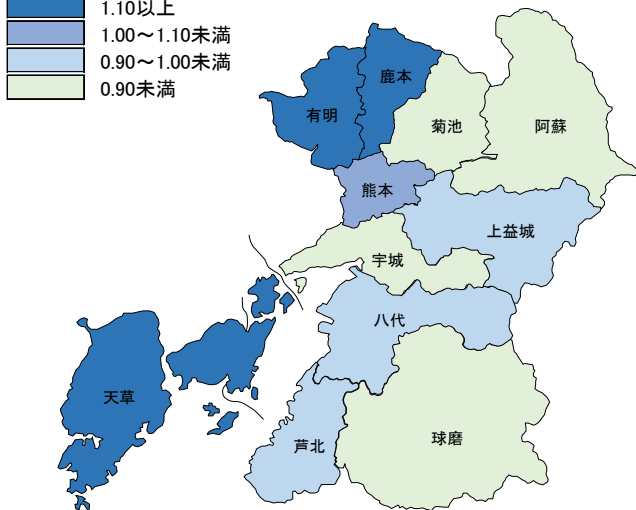 1.10以上
1.00～1.10未満
0.90～1.00未満
0.90未満
鹿本
有明
菊池
阿蘇
熊本
上益城
宇城
八代
天草
芦北
球磨